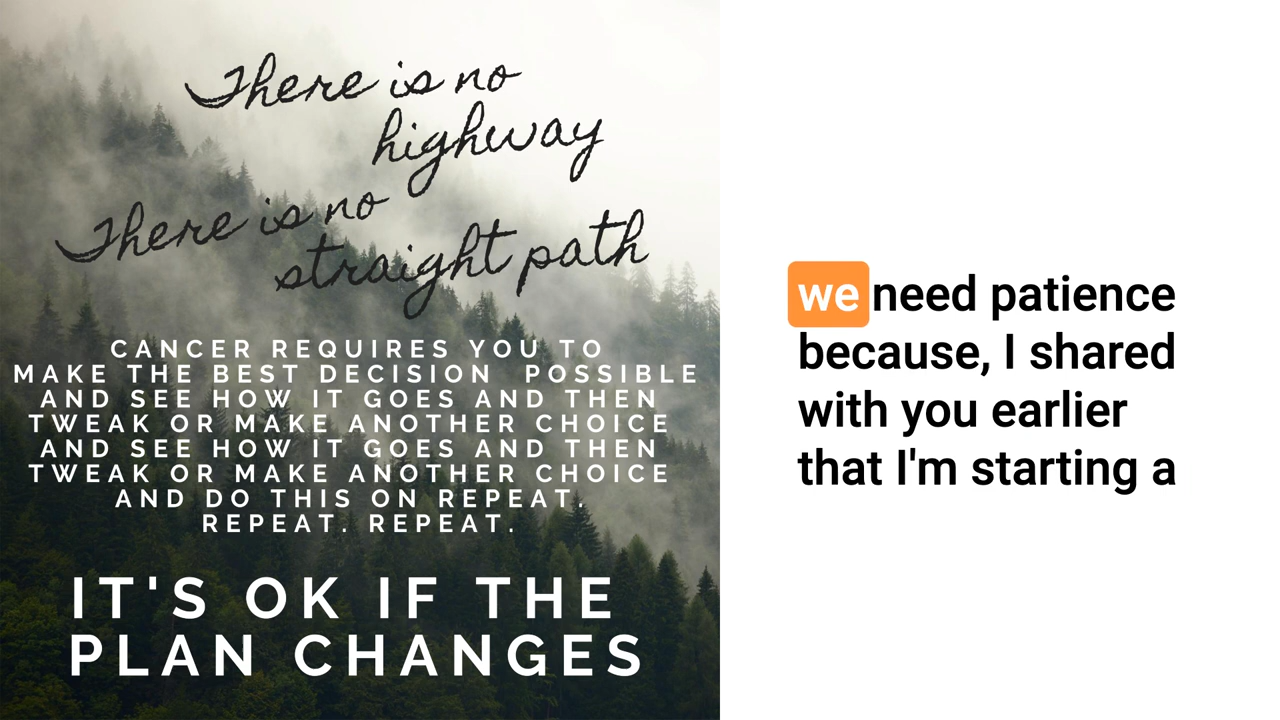 There is no
highway
There is no
straight path
CANCER REQUIRES YOU TO
MAKE THE BEST DECISION POSSIBLE
AND SEE HOW IT GOES AND THEN
TWEAK OR MAKE ANOTHER CHOICE
AND SEE HOW IT GOES AND THEN
TWEAK OR MAKE ANOTHER CHOICE
AND DO THIS ON REPEAT.
REPEAT. REPEAT.
IT'S OK IF THE
PLAN CHANGES
we need patience
because, I shared
with you earlier
that I'm starting a